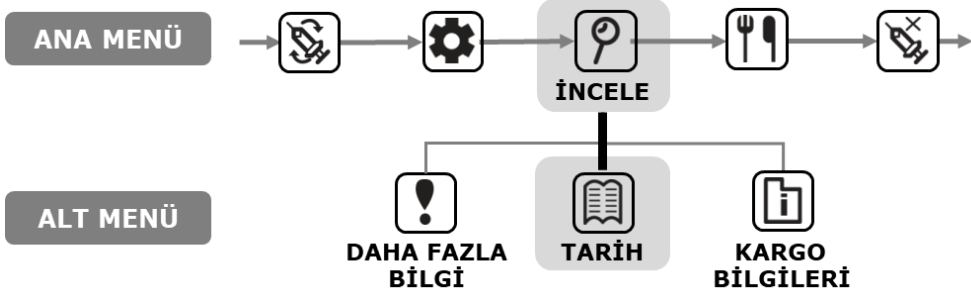 ANA MENÜ
İNCELE
ALT MENÜ
DAHA FAZLA
BİLGİ
TARİH
KARGO
BİLGİLERİ